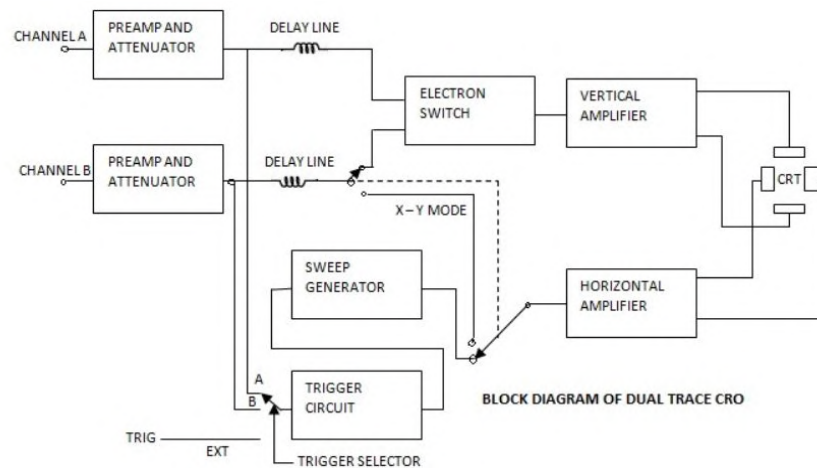 CHANNEL A
PREAMP AND
ATTENUATOR
DELAY LINE
ELECTRON
SWITCH
VERTICAL
AMPLIFIER
CHANNEL B
PREAMP AND
ATTENUATOR
DELAY LINE
CRT
X – Y MODE
SWEEP
GENERATOR
HORIZONTAL
AMPLIFIER
A
B
TRIGGER
CIRCUIT
BLOCK DIAGRAM OF DUAL TRACE CRO
TRIG
EXT
TRIGGER SELECTOR